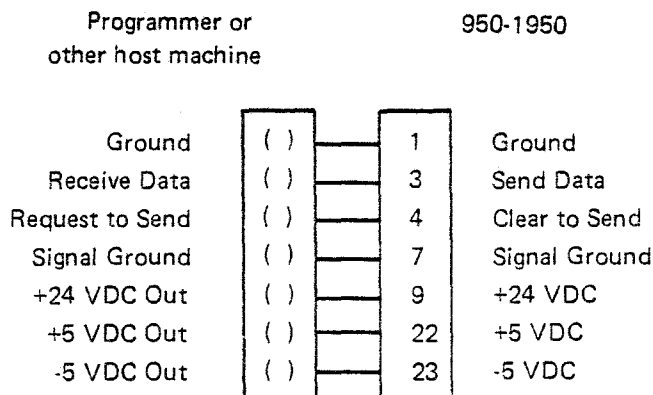 Programmer or 950-1950
other host machine
Ground ( ) 1 Ground
Receive Data ( ) 3 Send Data
Request to Send ( ) 4 Clear to Send
Signal Ground ( ) 7 Signal Ground
+24 VDC Out ( ) 9 +24 VDC
+5 VDC Out ( ) 22 +5 VDC
-5 VDC Out ( ) 23 -5 VDC